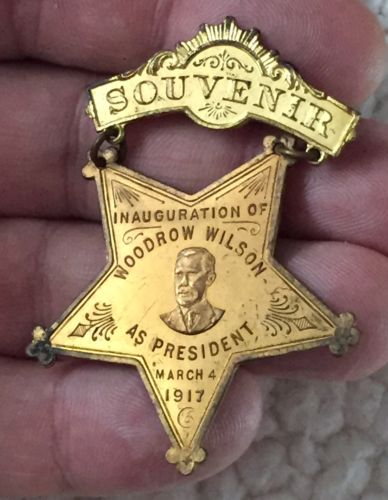 SOUVENIR
INAUGURATION OF
WOODROW WILSON
AS PRESIDENT
MARCH 4
1917